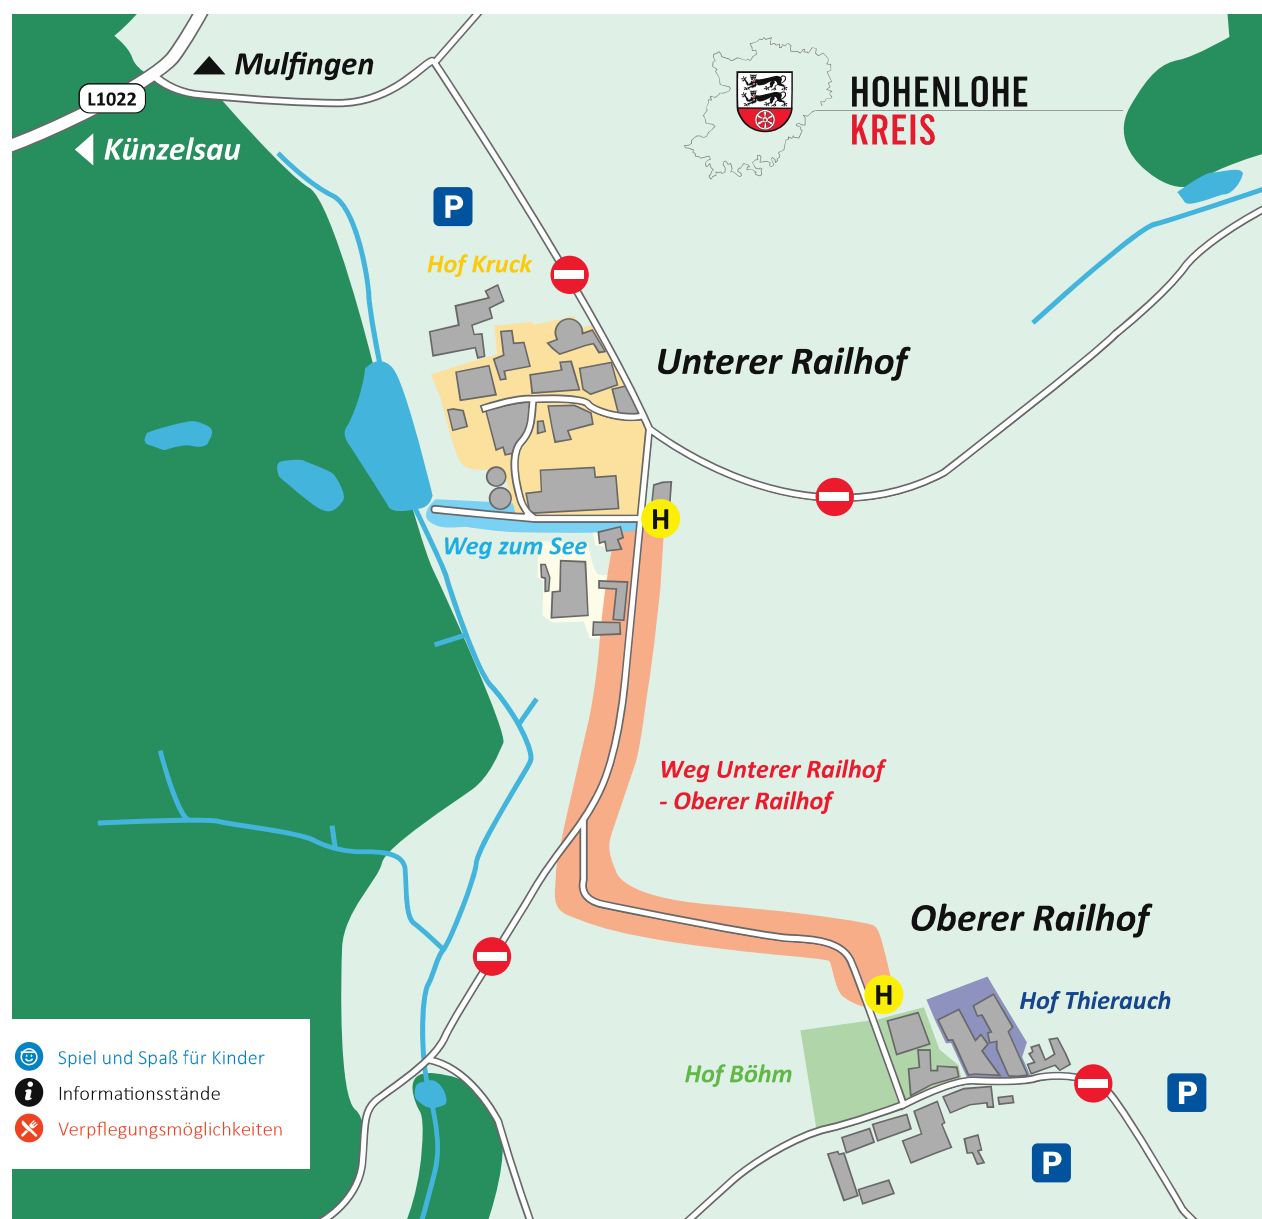 Mulfingen
L1022
Künzelsau
HOHENLOHE
KREIS
P
Hof Kruck
Unterer Railhof
H
Weg zum See
Weg Unterer Railhof
- Oberer Railhof
Oberer Railhof
H
Hof Thierauch
Hof Böhm
P
P
Spiel und Spaß für Kinder
i
Informationsstände
Verpflegungsmöglichkeiten